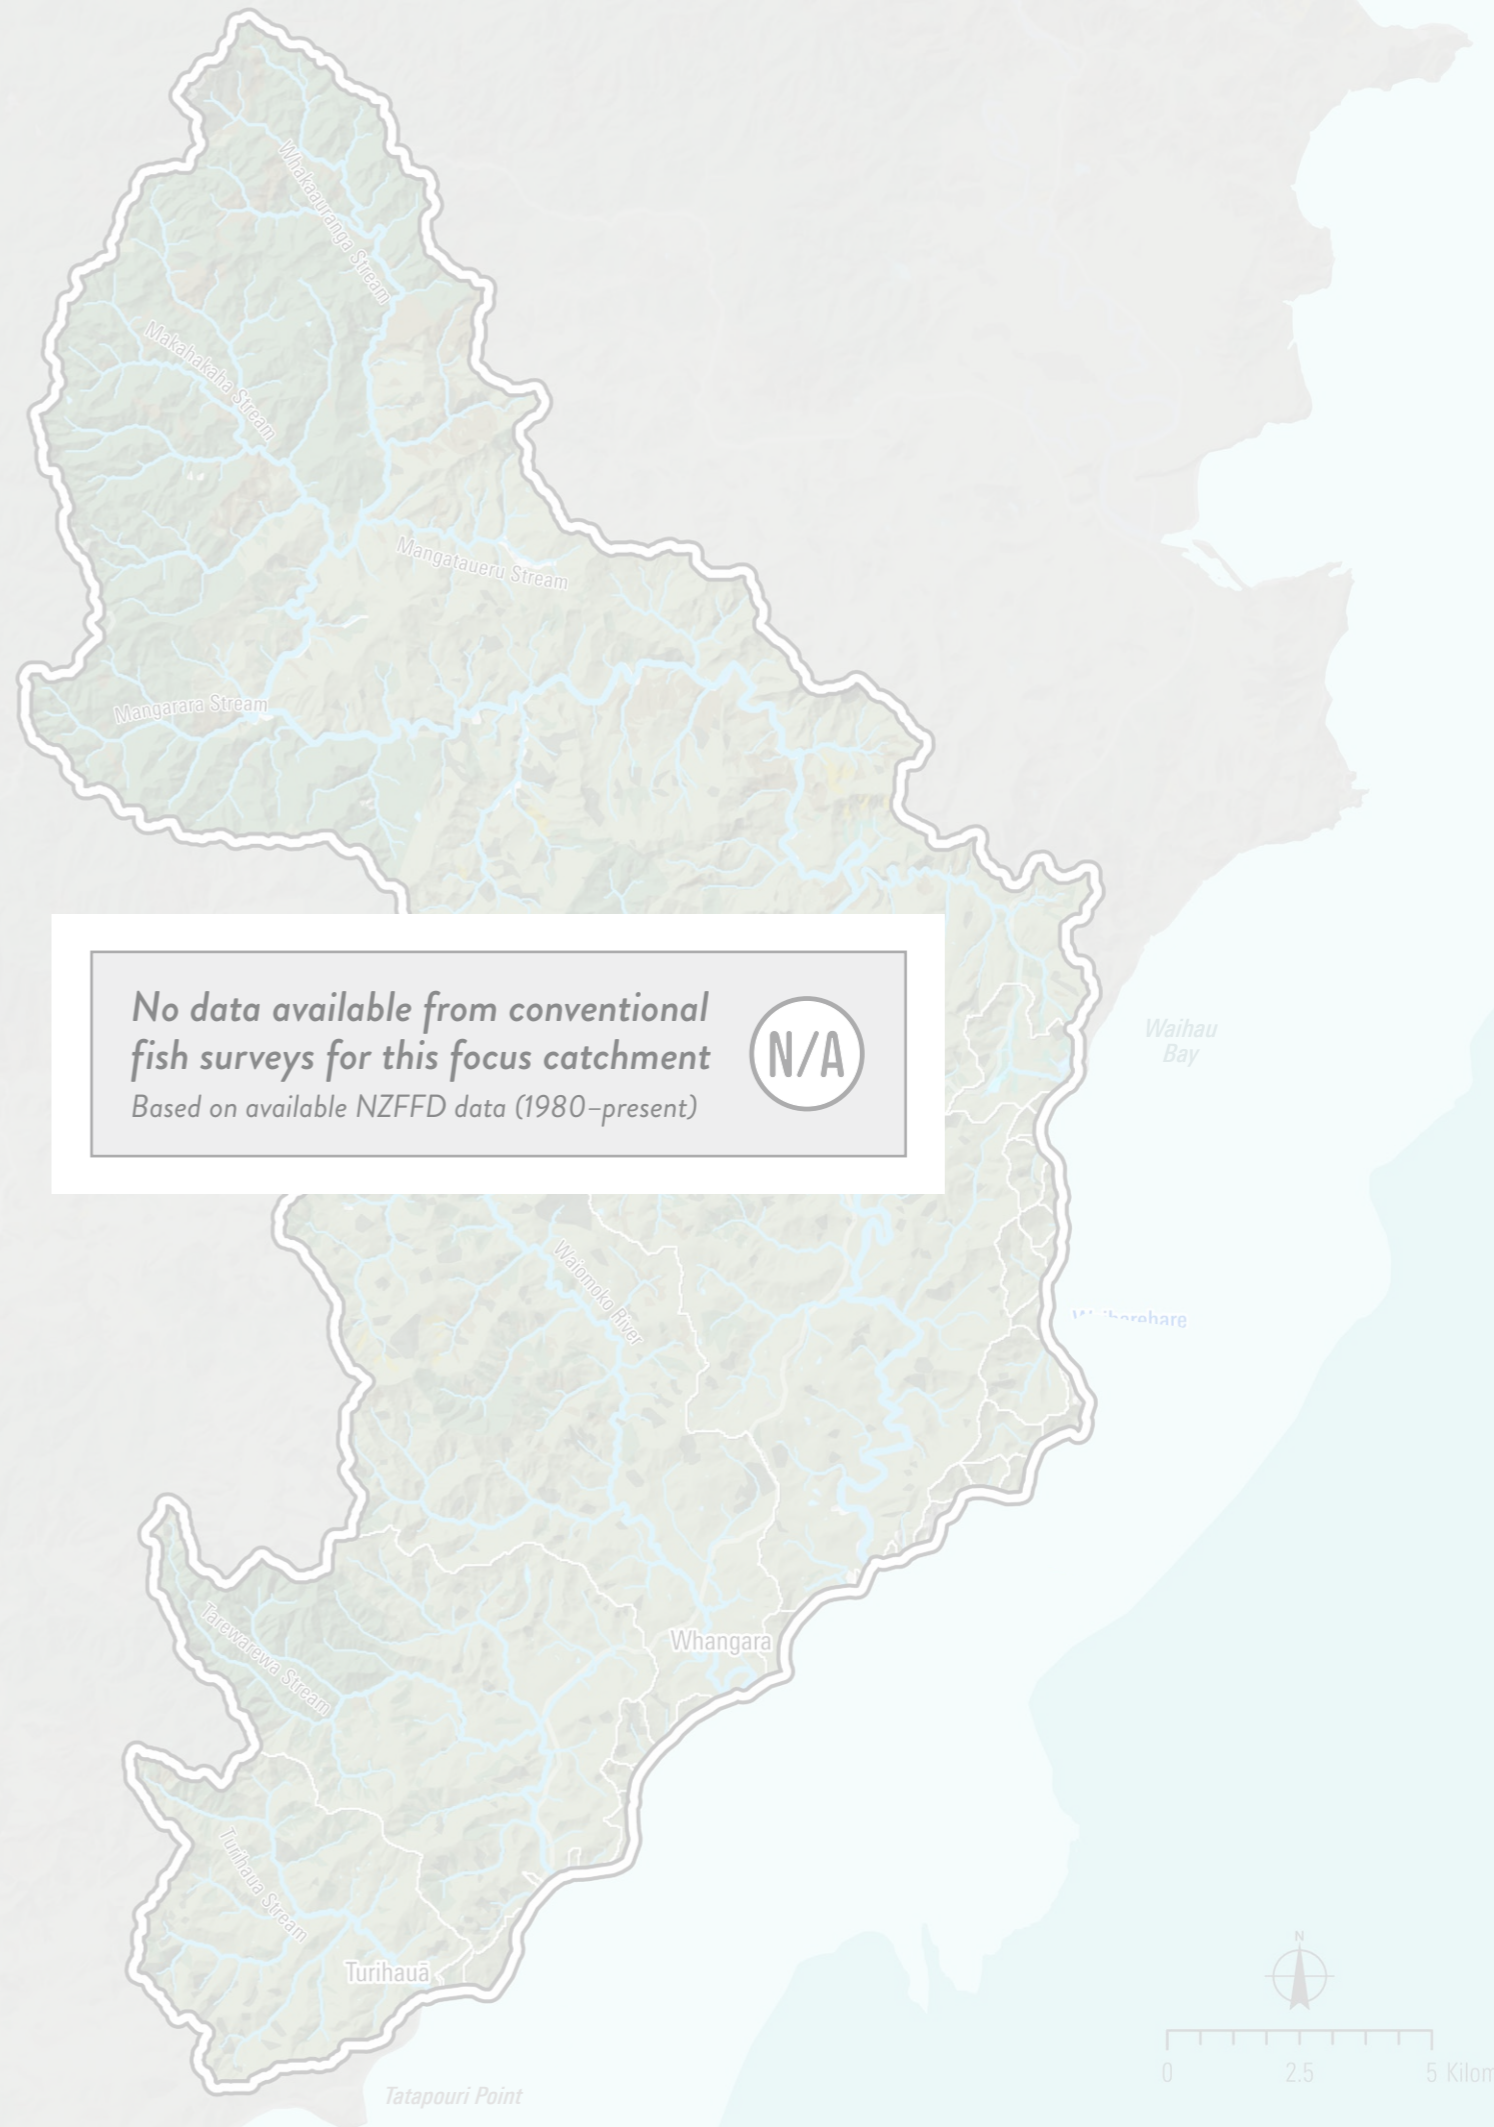 Whakaauranga Stream
Makahakaha Stream
Mangataueru Stream
Mangarara Stream
No data available from conventional
fish surveys for this focus catchment
Based on available NZFFD data (1980–present)
N/A
Waihau
Bay
Waiomoko River
Whangara
Tarewarewa Stream
Turihaua Stream
Turihauā
Tatapouri Point
N
0 2.5 5 Kilom